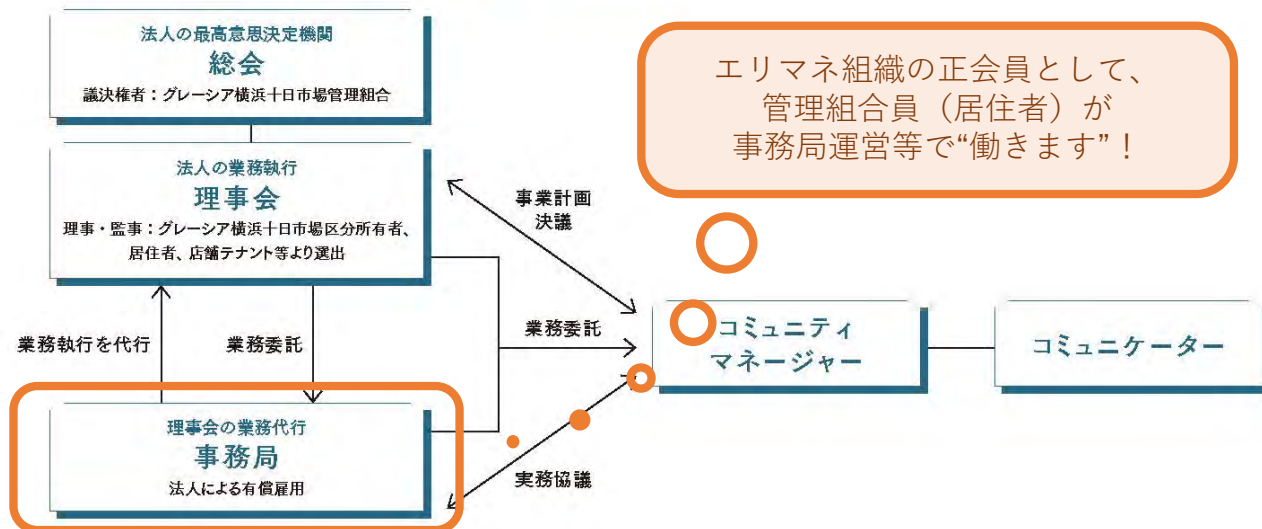 法人の最高意思決定機関
総会
議決権者：グレーシア横浜十日市場管理組合
エリマネ組織の正会員として、
管理組合員（居住者）が
事務局運営等で“働きます”！
法人の業務執行
理事会
理事・監事：グレーシア横浜十日市場区分所有者、
居住者、店舗テナント等より選出
事業計画
決議
業務執行を代行
業務委託
業務委託
コミュニティ
マネージャー
コミュニケーター
理事会の業務代行
事務局
法人による有償雇用
実務協議